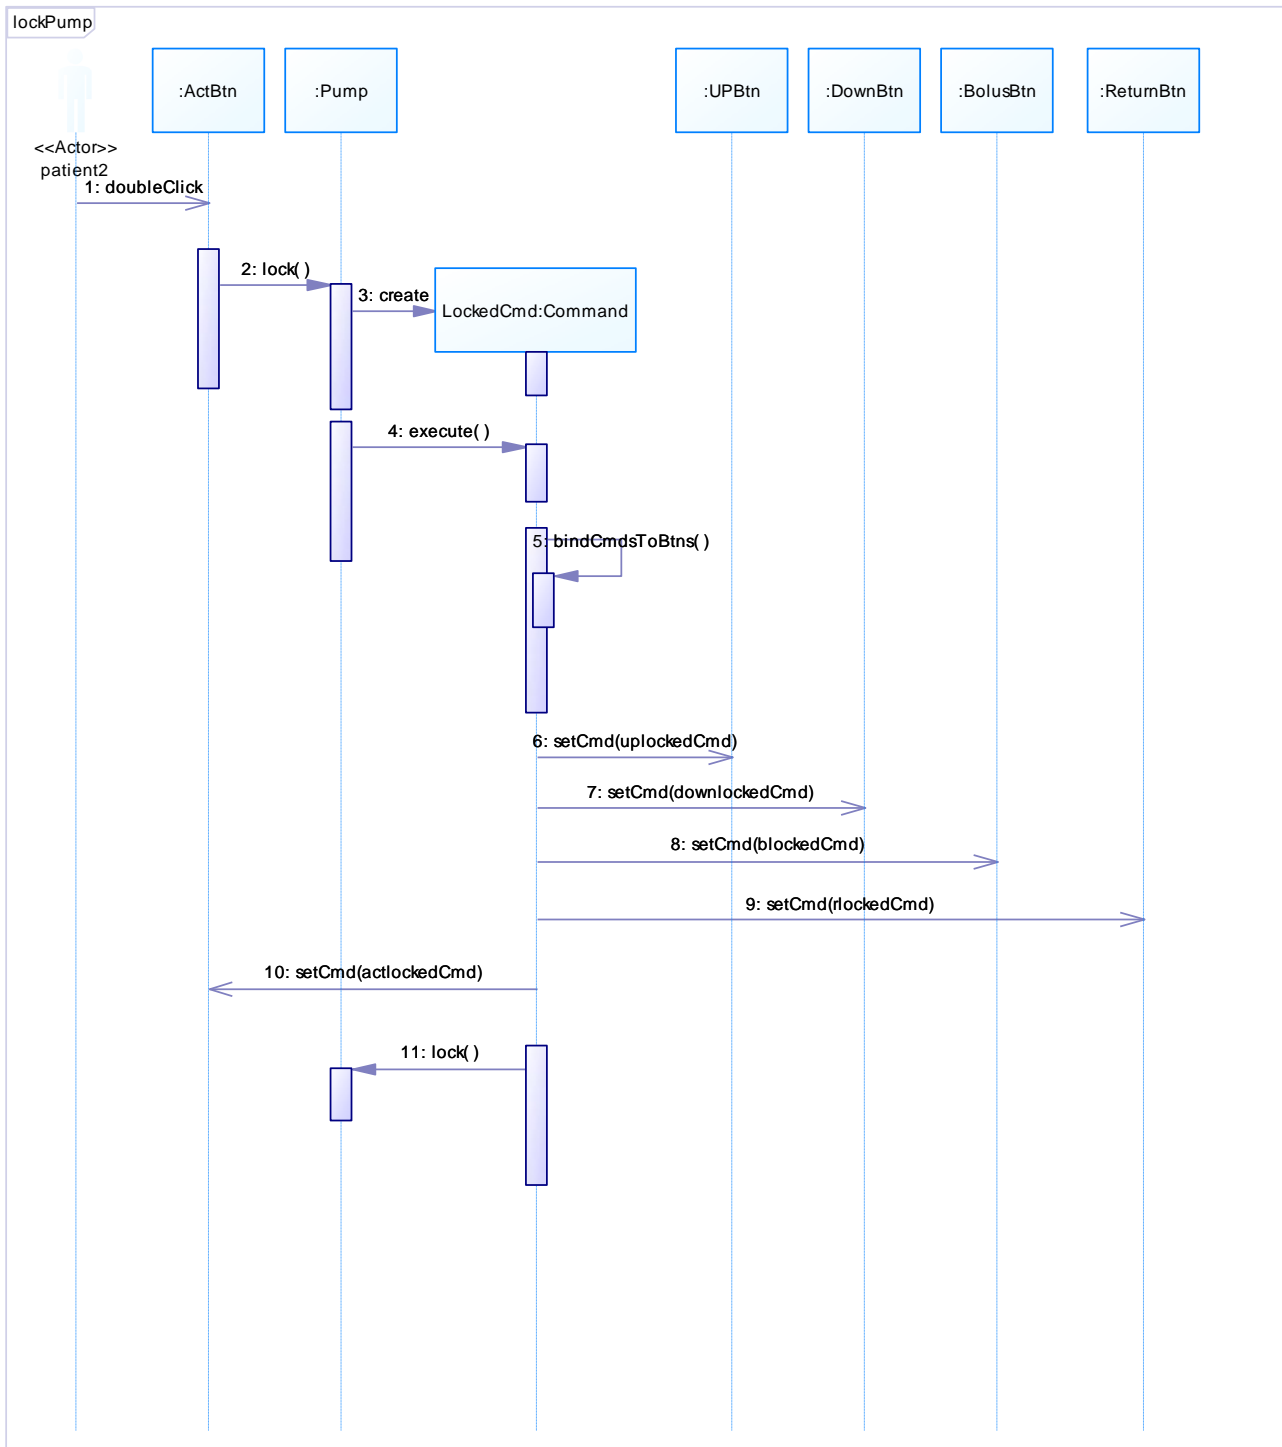 lockPump
:ActBtn
:Pump
:UPBtn
:DownBtn
:BolusBtn
:ReturnBtn
<<Actor>>
patient2
1: doubleClick
2: lock( )
3: create
LockedCmd:Command
4: execute( )
5: bindCmdsToBtns( )
6: setCmd(uplockedCmd)
7: setCmd(downlockedCmd)
8: setCmd(blockedCmd)
9: setCmd(rlockedCmd)
10: setCmd(actlockedCmd)
11: lock( )